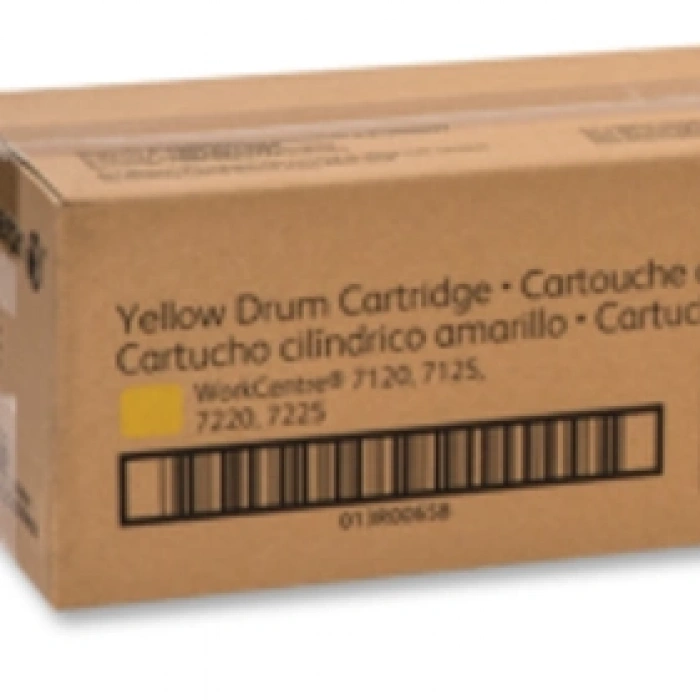 Yellow Drum Cartridge • Cartouche
Cartucho cilíndrico amarillo • Cartuc
WorkCentre® 7120, 7125,
7220, 7225
013R00658